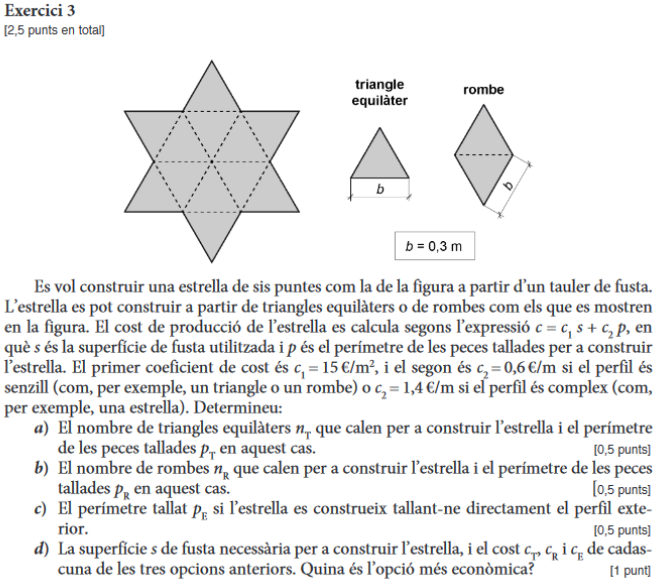 Exercici 3
[2,5 punts en total]
triangle
equilàter
rombe
b
b
b = 0,3 m
Es vol construir una estrella de sis puntes com la de la figura a partir d’un tauler de fusta.
L’estrella es pot construir a partir de triangles equilàters o de rombes com els que es mostren
en la figura. El cost de producció de l’estrella es calcula segons l’expressió c = c₁ s + c₂ p, en
què s és la superfície de fusta utilitzada i p és el perímetre de les peces tallades per a construir
l’estrella. El primer coeficient de cost és c₁ = 15 €/m², i el segon és c₂ = 0,6 €/m si el perfil és
senzill (com, per exemple, un triangle o un rombe) o c₂ = 1,4 €/m si el perfil és complex (com,
per exemple, una estrella). Determineu:
a) El nombre de triangles equilàters n_T que calen per a construir l’estrella i el perímetre
de les peces tallades p_T en aquest cas. [0,5 punts]
b) El nombre de rombes n_R que calen per a construir l’estrella i el perímetre de les peces
tallades p_R en aquest cas. [0,5 punts]
c) El perímetre tallat p_E si l’estrella es construeix tallant-ne directament el perfil exte-
rior. [0,5 punts]
d) La superfície s de fusta necessària per a construir l’estrella, i el cost c_T, c_R i c_E de cadas-
cuna de les tres opcions anteriors. Quina és l’opció més econòmica? [1 punt]